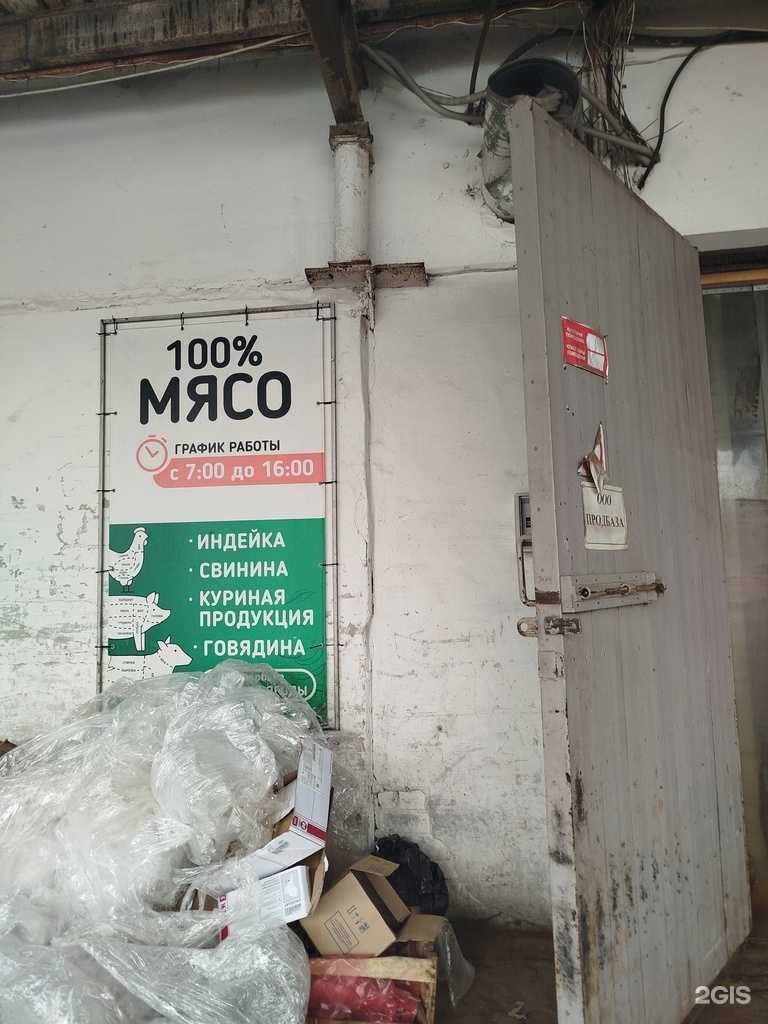 100%
МЯСО
ГРАФИК РАБОТЫ
с 7:00 до 16:00
· ИНДЕЙКА
· СВИНИНА
· КУРИНАЯ
ПРОДУКЦИЯ
· ГОВЯДИНА
ООО
ПРОДБАЗА
2GIS